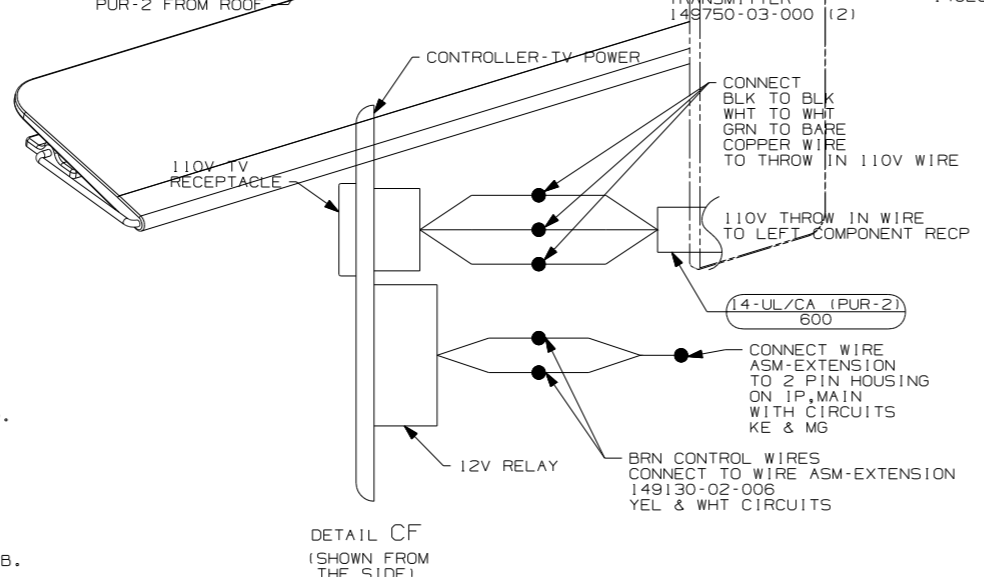 PUR-2 FROM ROOF
TRANSMITTER
149750-03-000 (2)
CONTROLLER-TV POWER
CONNECT
BLK TO BLK
WHT TO WHT
GRN TO BARE
COPPER WIRE
TO THROW IN 110V WIRE
110V TV
RECEPTACLE
110V THROW IN WIRE
TO LEFT COMPONENT RECP
14-UL/CA (PUR-2)
600
CONNECT WIRE
ASM-EXTENSION
TO 2 PIN HOUSING
ON IP,MAIN
WITH CIRCUITS
KE & MG
12V RELAY
BRN CONTROL WIRES
CONNECT TO WIRE ASM-EXTENSION
149130-02-006
YEL & WHT CIRCUITS
DETAIL CF
(SHOWN FROM
THE SIDE)
B.